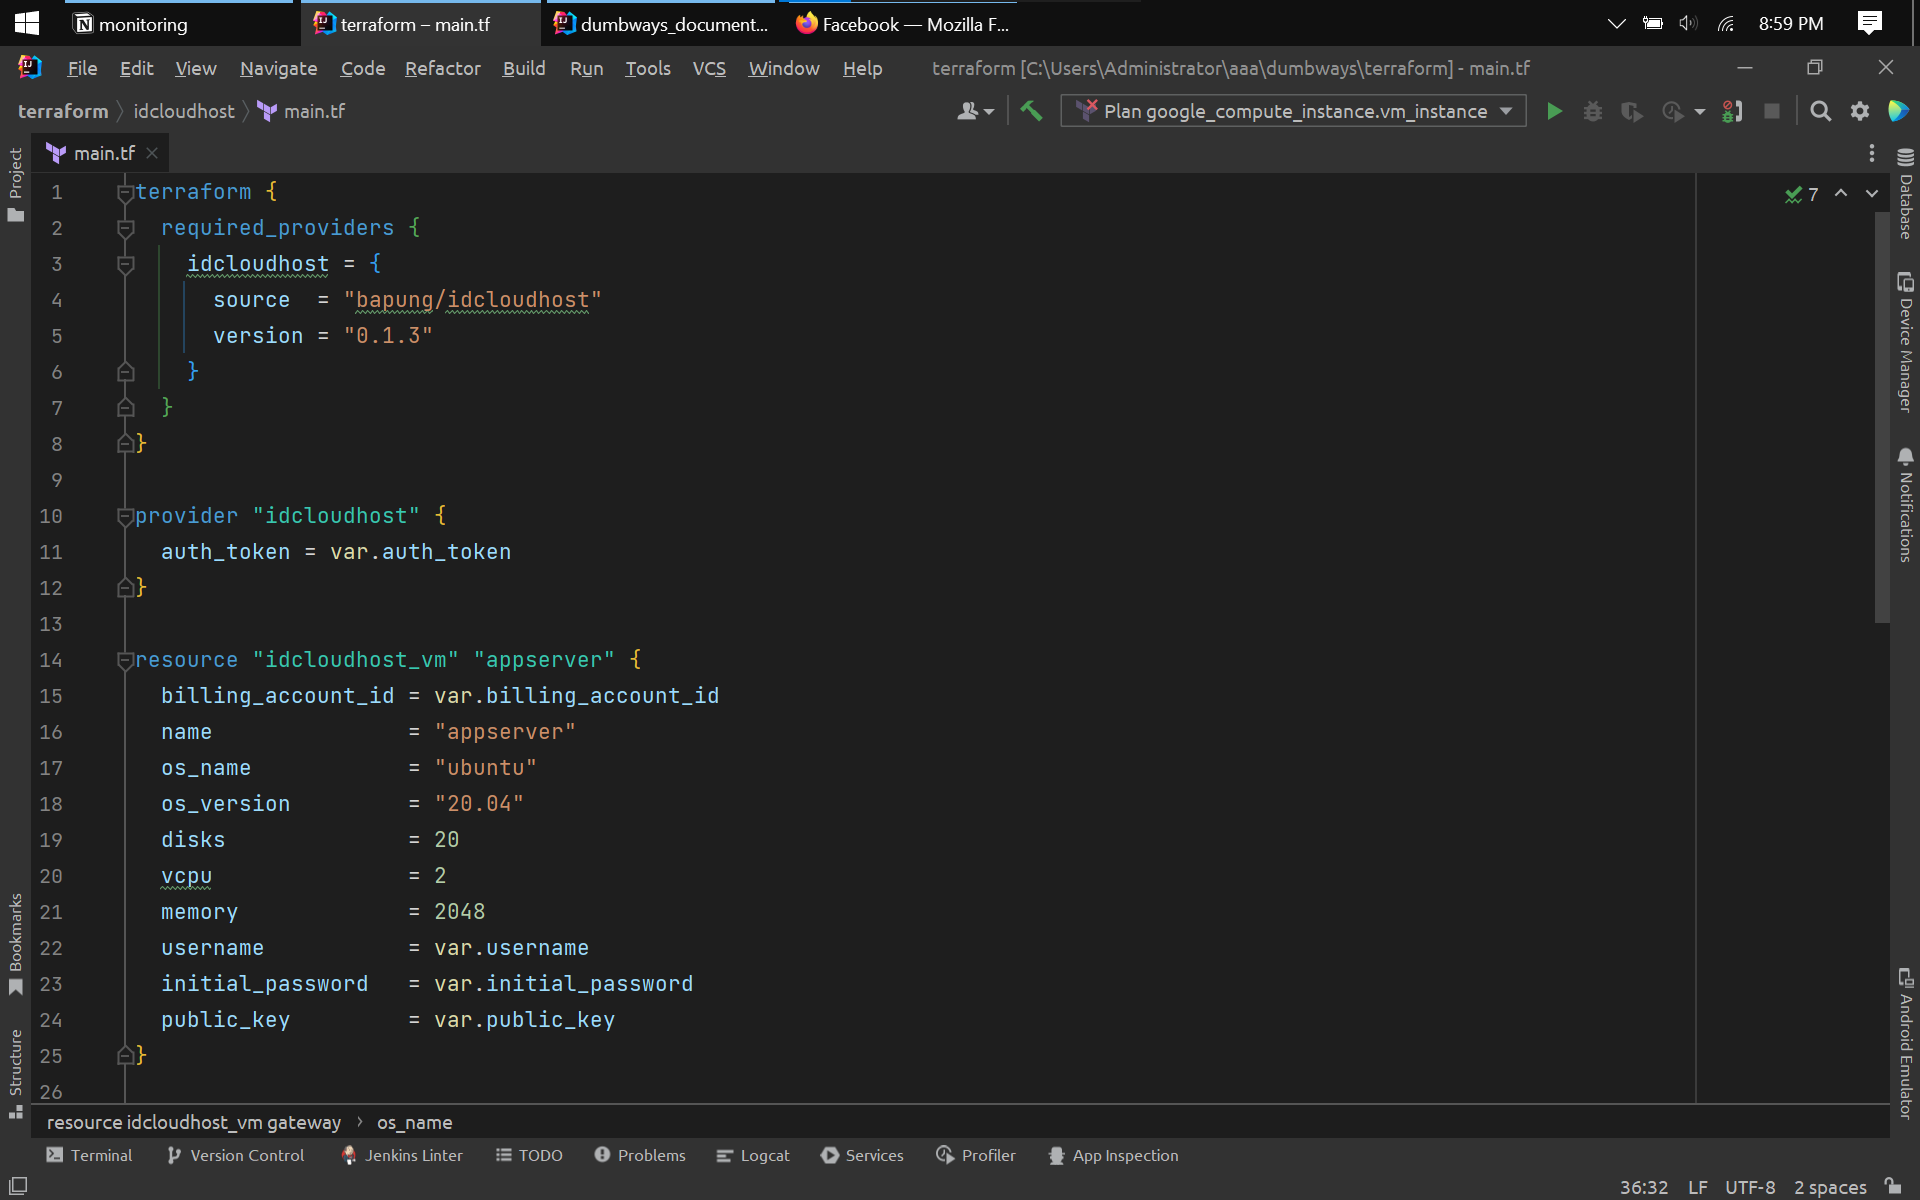 monitoring
terraform – main.tf
dumbways_document...
Facebook — Mozilla F...
8:59 PM
File Edit View Navigate Code Refactor Build Run Tools VCS Window Help
terraform [C:\Users\Administrator\aaa\dumbways\terraform] - main.tf
terraform idcloudhost main.tf
Plan google_compute_instance.vm_instance
main.tf
7
1 terraform {
2   required_providers {
3     idcloudhost = {
4       source  = "bapung/idcloudhost"
5       version = "0.1.3"
6     }
7   }
8 }
9
10 provider "idcloudhost" {
11   auth_token = var.auth_token
12 }
13
14 resource "idcloudhost_vm" "appserver" {
15   billing_account_id = var.billing_account_id
16   name               = "appserver"
17   os_name            = "ubuntu"
18   os_version         = "20.04"
19   disks              = 20
20   vcpu               = 2
21   memory             = 2048
22   username           = var.username
23   initial_password   = var.initial_password
24   public_key         = var.public_key
25 }
26
Project
Bookmarks
Structure
Database
Device Manager
Notifications
Android Emulator
resource idcloudhost_vm gateway › os_name
Terminal Version Control Jenkins Linter TODO Problems Logcat Services Profiler App Inspection
36:32 LF UTF-8 2 spaces